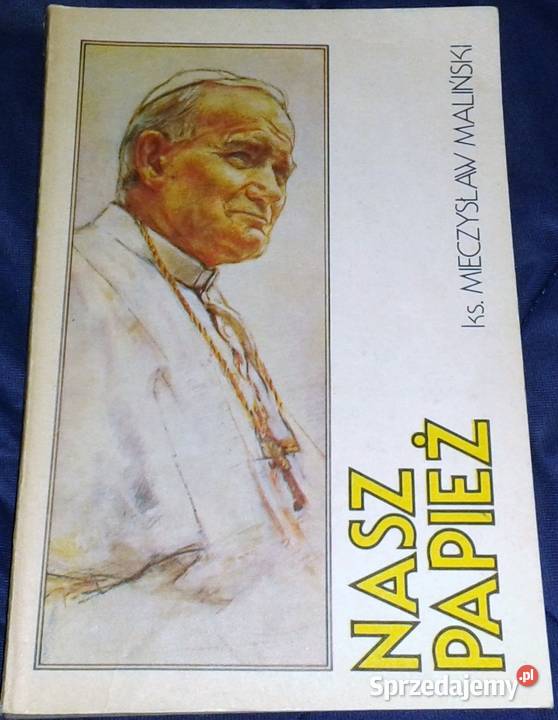 ks. MIECZYSŁAW MALIŃSKI
NASZ
PAPIEŻ
Sprzedajemy.pl